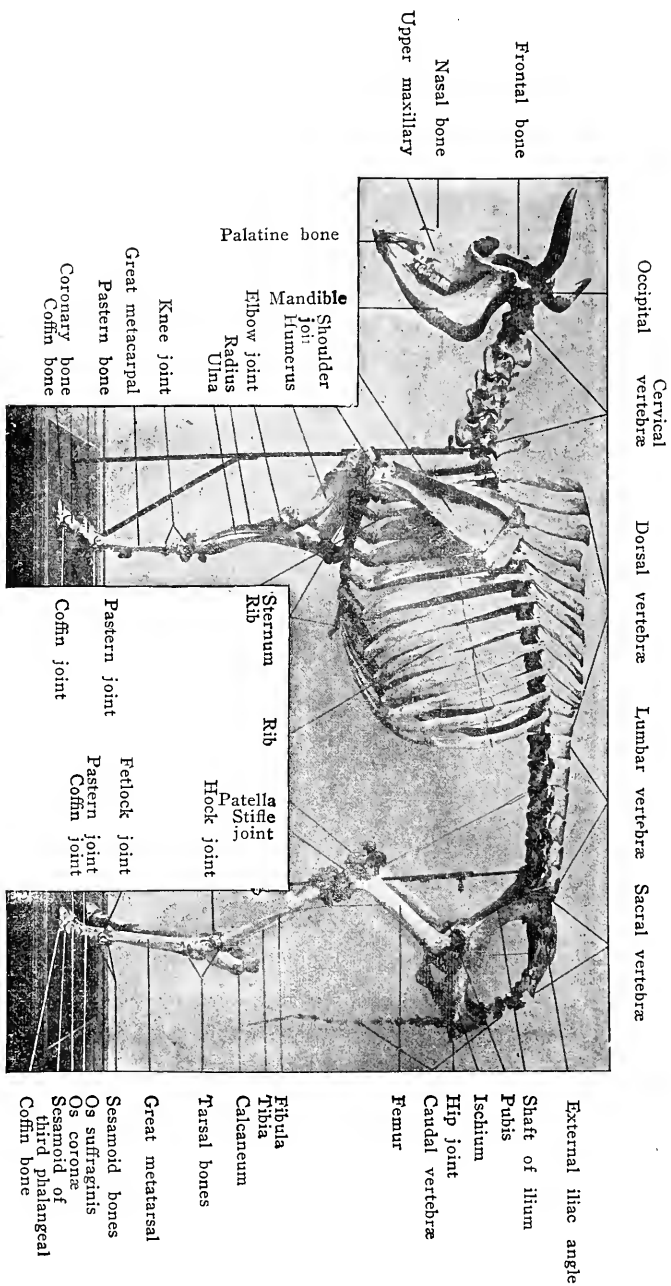 Frontal bone
Nasal bone
Upper maxillary
Occipital
Cervical
vertebræ
Dorsal vertebræ
Lumbar vertebræ
Sacral vertebræ
Palatine bone
Mandible
Shoulder
joii
Humerus
Elbow joint
Radius
Ulna
Knee joint
Great metacarpal
Pastern bone
Coronary bone
Coffin bone
Sternum
Rib
Rib
Pastern joint
Coffin joint
Patella
Stifle
joint
Hock joint
Fetlock joint
Pastern joint
Coffin joint
External iliac angle
Shaft of ilium
Pubis
Ischium
Hip joint
Caudal vertebræ
Femur
Fibula
Tibia
Calcaneum
Tarsal bones
Great metatarsal
Sesamoid bones
Os suffraginis
Os coronæ
Sesamoid of
third phalangeal
Coffin bone